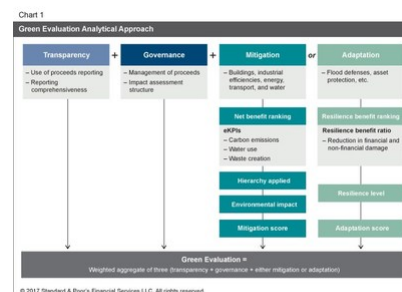 Chart 1
Green Evaluation Analytical Approach
Transparency + Governance + Mitigation or Adaptation
– Use of proceeds reporting
– Reporting
comprehensiveness
– Management of proceeds
– Impact assessment
structure
– Buildings, industrial
efficiencies, energy,
transport, and water
– Flood defenses, asset
protection, etc.
Net benefit ranking
eKPIs
– Carbon emissions
– Water use
– Waste creation
Hierarchy applied
Environmental impact
Mitigation score
Resilience benefit ranking
Resilience benefit ratio
– Reduction in financial and
non-financial damage
Resilience level
Adaptation score
Green Evaluation =
Weighted aggregate of three (transparency + governance + either mitigation or adaptation)
© 2017 Standard & Poor's Financial Services LLC. All rights reserved.